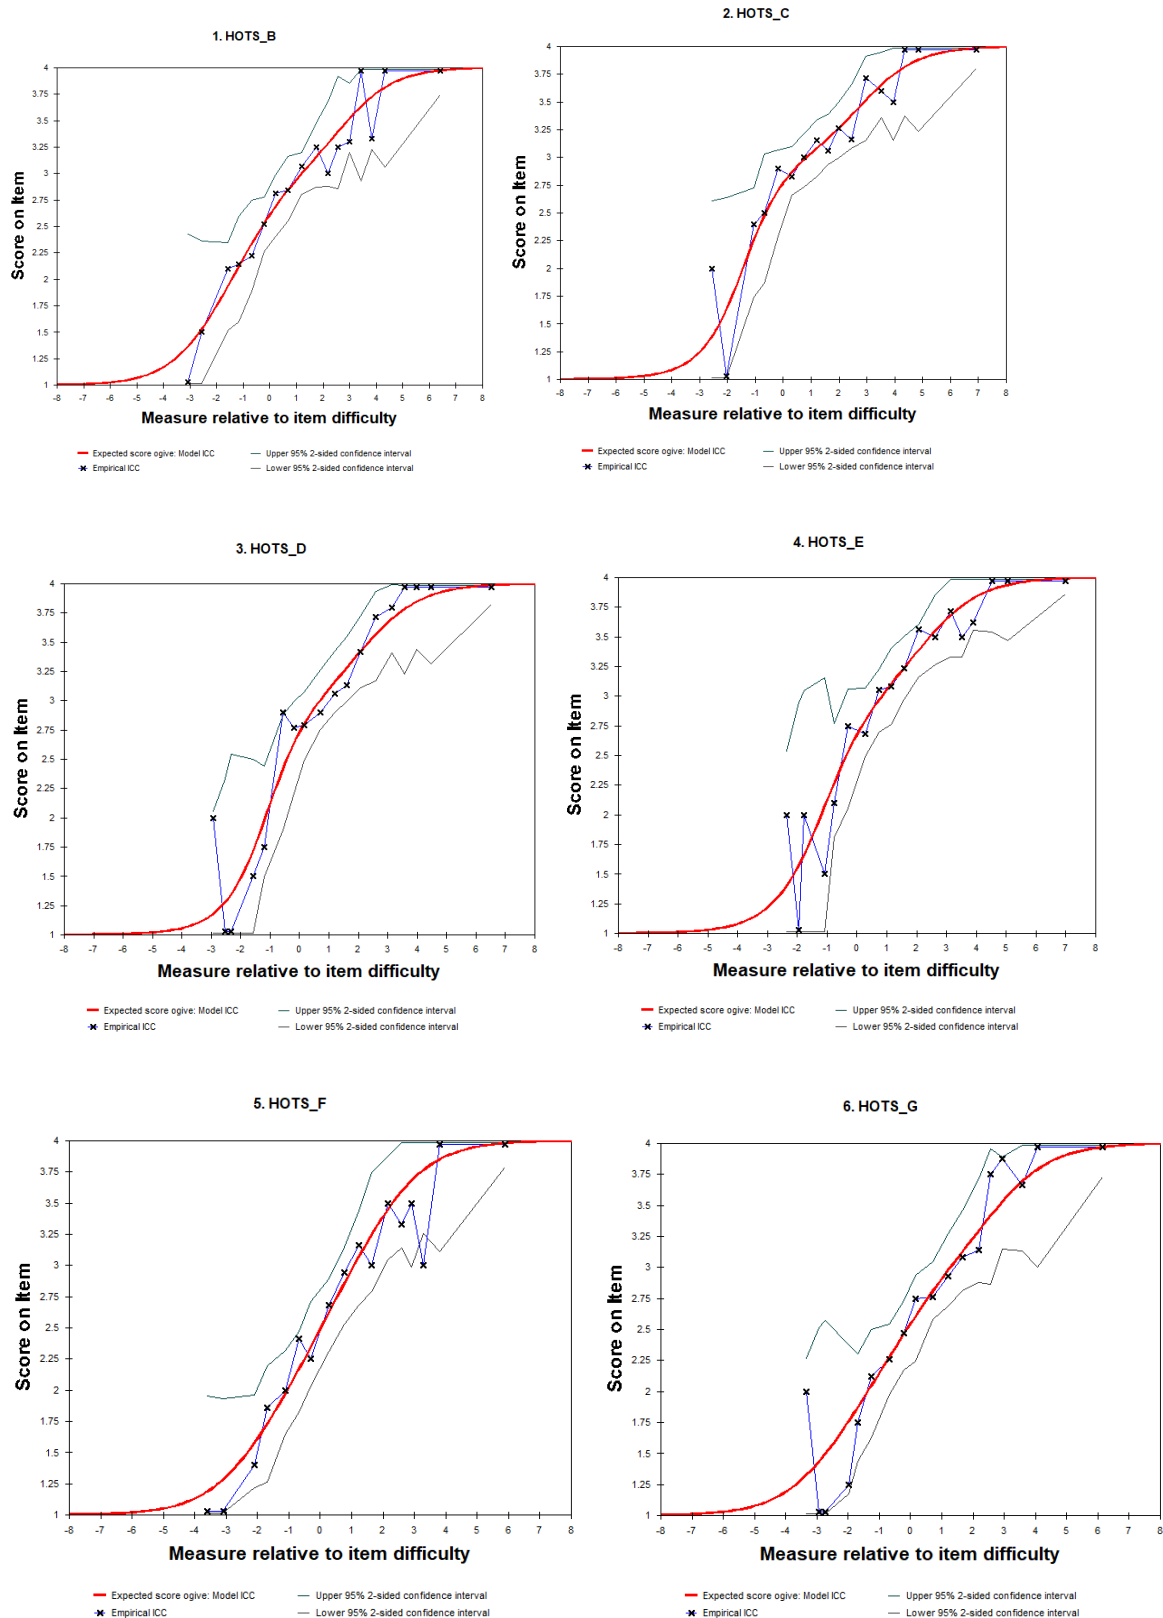 1. HOTS_B
4
3.75
3.5
3.25
3
2.75
2.5
2.25
2
1.75
1.5
1.25
1
Score on Item
-8 -7 -6 -5 -4 -3 -2 -1 0 1 2 3 4 5 6 7 8
Measure relative to item difficulty
Expected score ogive: Model ICC Upper 95% 2-sided confidence interval
Empirical ICC Lower 95% 2-sided confidence interval
2. HOTS_C
4
3.75
3.5
3.25
3
2.75
2.5
2.25
2
1.75
1.5
1.25
1
Score on Item
-8 -7 -6 -5 -4 -3 -2 -1 0 1 2 3 4 5 6 7 8
Measure relative to item difficulty
Expected score ogive: Model ICC Upper 95% 2-sided confidence interval
Empirical ICC Lower 95% 2-sided confidence interval
3. HOTS_D
4
3.75
3.5
3.25
3
2.75
2.5
2.25
2
1.75
1.5
1.25
1
Score on Item
-8 -7 -6 -5 -4 -3 -2 -1 0 1 2 3 4 5 6 7 8
Measure relative to item difficulty
Expected score ogive: Model ICC Upper 95% 2-sided confidence interval
Empirical ICC Lower 95% 2-sided confidence interval
4. HOTS_E
4
3.75
3.5
3.25
3
2.75
2.5
2.25
2
1.75
1.5
1.25
1
Score on Item
-8 -7 -6 -5 -4 -3 -2 -1 0 1 2 3 4 5 6 7 8
Measure relative to item difficulty
Expected score ogive: Model ICC Upper 95% 2-sided confidence interval
Empirical ICC Lower 95% 2-sided confidence interval
5. HOTS_F
4
3.75
3.5
3.25
3
2.75
2.5
2.25
2
1.75
1.5
1.25
1
Score on Item
-8 -7 -6 -5 -4 -3 -2 -1 0 1 2 3 4 5 6 7 8
Measure relative to item difficulty
Expected score ogive: Model ICC Upper 95% 2-sided confidence interval
Empirical ICC Lower 95% 2-sided confidence interval
6. HOTS_G
4
3.75
3.5
3.25
3
2.75
2.5
2.25
2
1.75
1.5
1.25
1
Score on Item
-8 -7 -6 -5 -4 -3 -2 -1 0 1 2 3 4 5 6 7 8
Measure relative to item difficulty
Expected score ogive: Model ICC Upper 95% 2-sided confidence interval
Empirical ICC Lower 95% 2-sided confidence interval